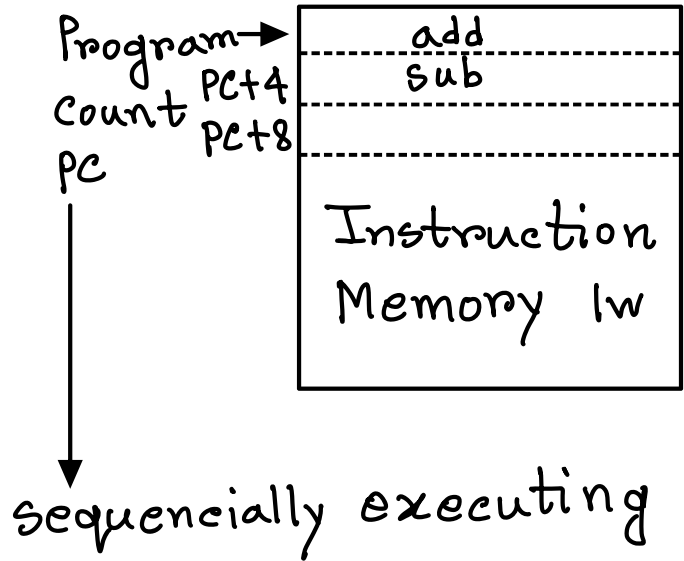 Program add
PC+4 sub
count PC+8
PC
Instruction
Memory lw
sequencially executing